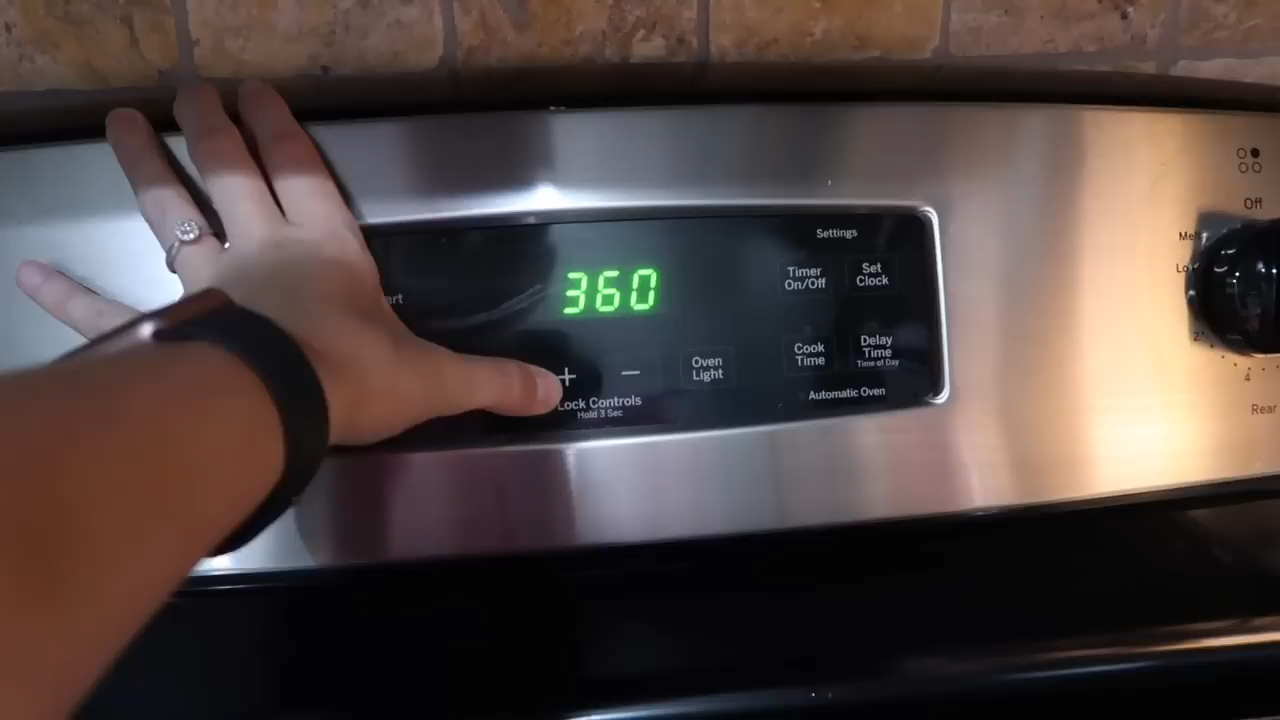 Settings
360
Timer
On/Off
Set
Clock
+ −
Lock Controls
Hold 3 Sec
Oven
Light
Cook
Time
Delay
Time
Time of Day
Automatic Oven
Off
2
4
Rear